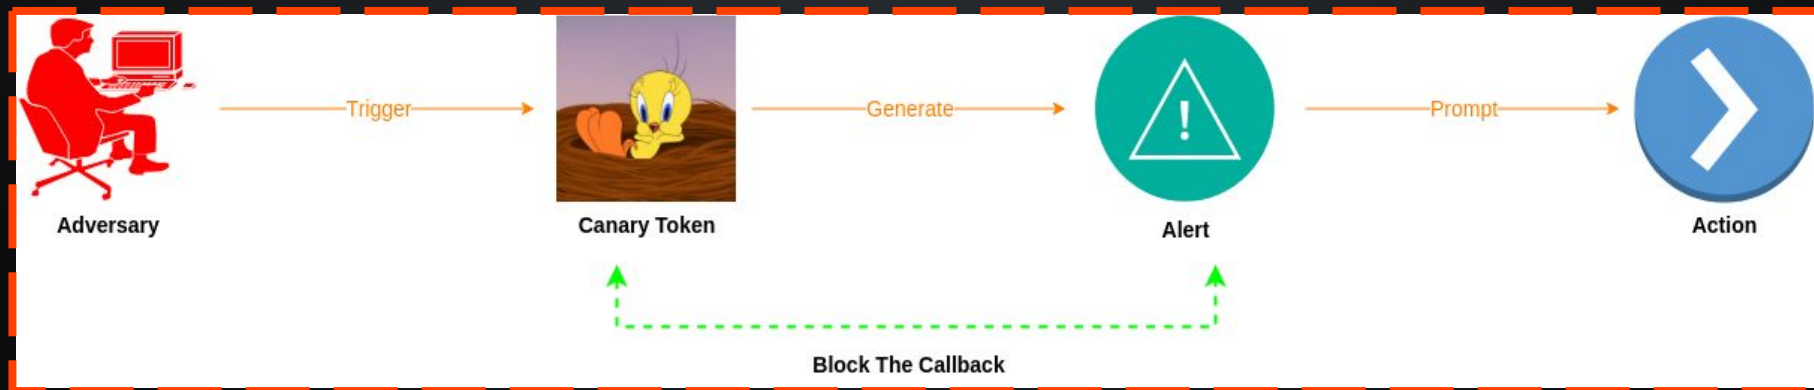 Trigger
Generate
!
Prompt
Adversary
Canary Token
Alert
Action
Block The Callback